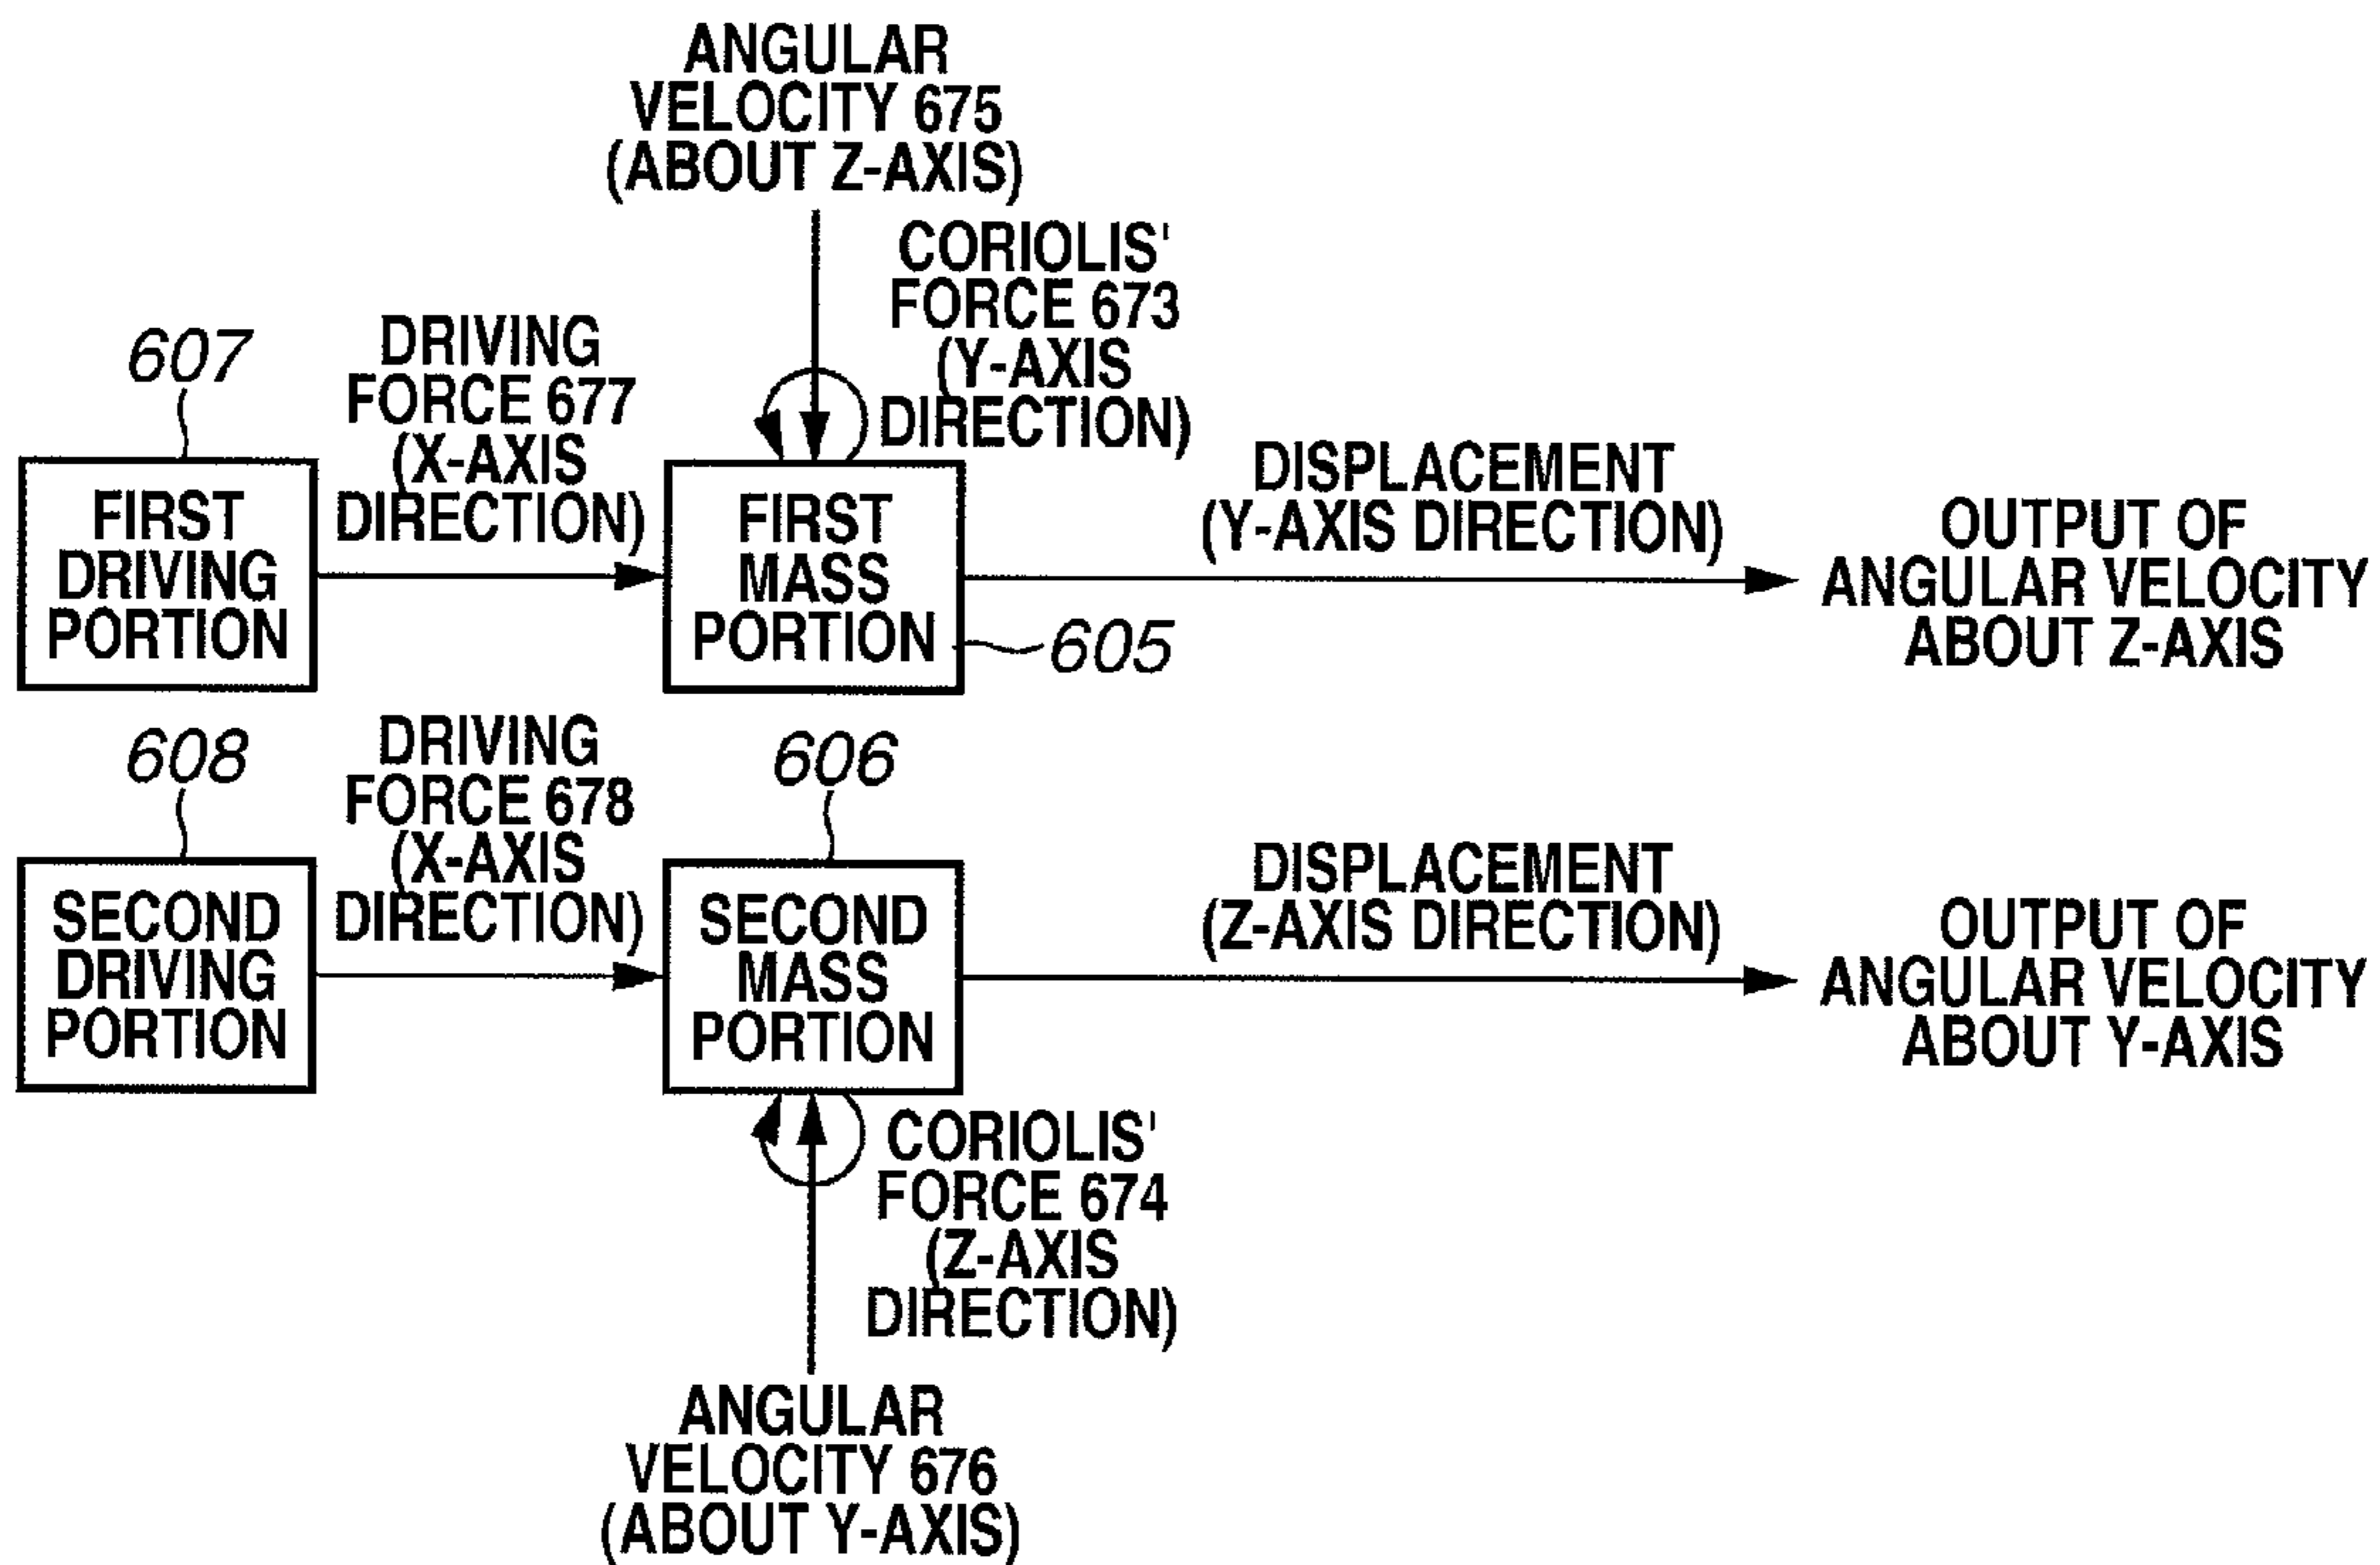 ANGULAR
VELOCITY 675
(ABOUT Z-AXIS)
CORIOLIS'
FORCE 673
(Y-AXIS
DIRECTION)
607
DRIVING
FORCE 677
(X-AXIS
DIRECTION)
FIRST
DRIVING
PORTION
FIRST
MASS
PORTION
605
DISPLACEMENT
(Y-AXIS DIRECTION)
OUTPUT OF
ANGULAR VELOCITY
ABOUT Z-AXIS
608
DRIVING
FORCE 678
(X-AXIS
DIRECTION)
606
SECOND
DRIVING
PORTION
SECOND
MASS
PORTION
DISPLACEMENT
(Z-AXIS DIRECTION)
OUTPUT OF
ANGULAR VELOCITY
ABOUT Y-AXIS
CORIOLIS'
FORCE 674
(Z-AXIS
DIRECTION)
ANGULAR
VELOCITY 676
(ABOUT Y-AXIS)